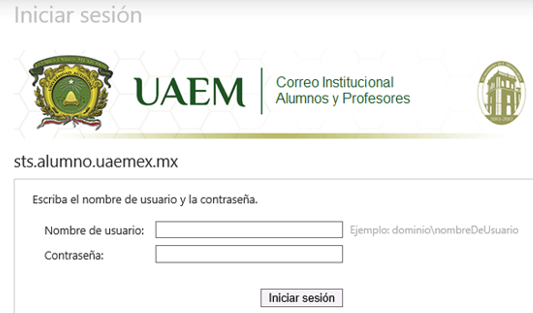 Iniciar sesión
UAEM
Correo Institucional
Alumnos y Profesores
sts.alumno.uaemex.mx
Escriba el nombre de usuario y la contraseña.
Nombre de usuario: Ejemplo: dominio\nombreDeUsuario
Contraseña:
Iniciar sesión